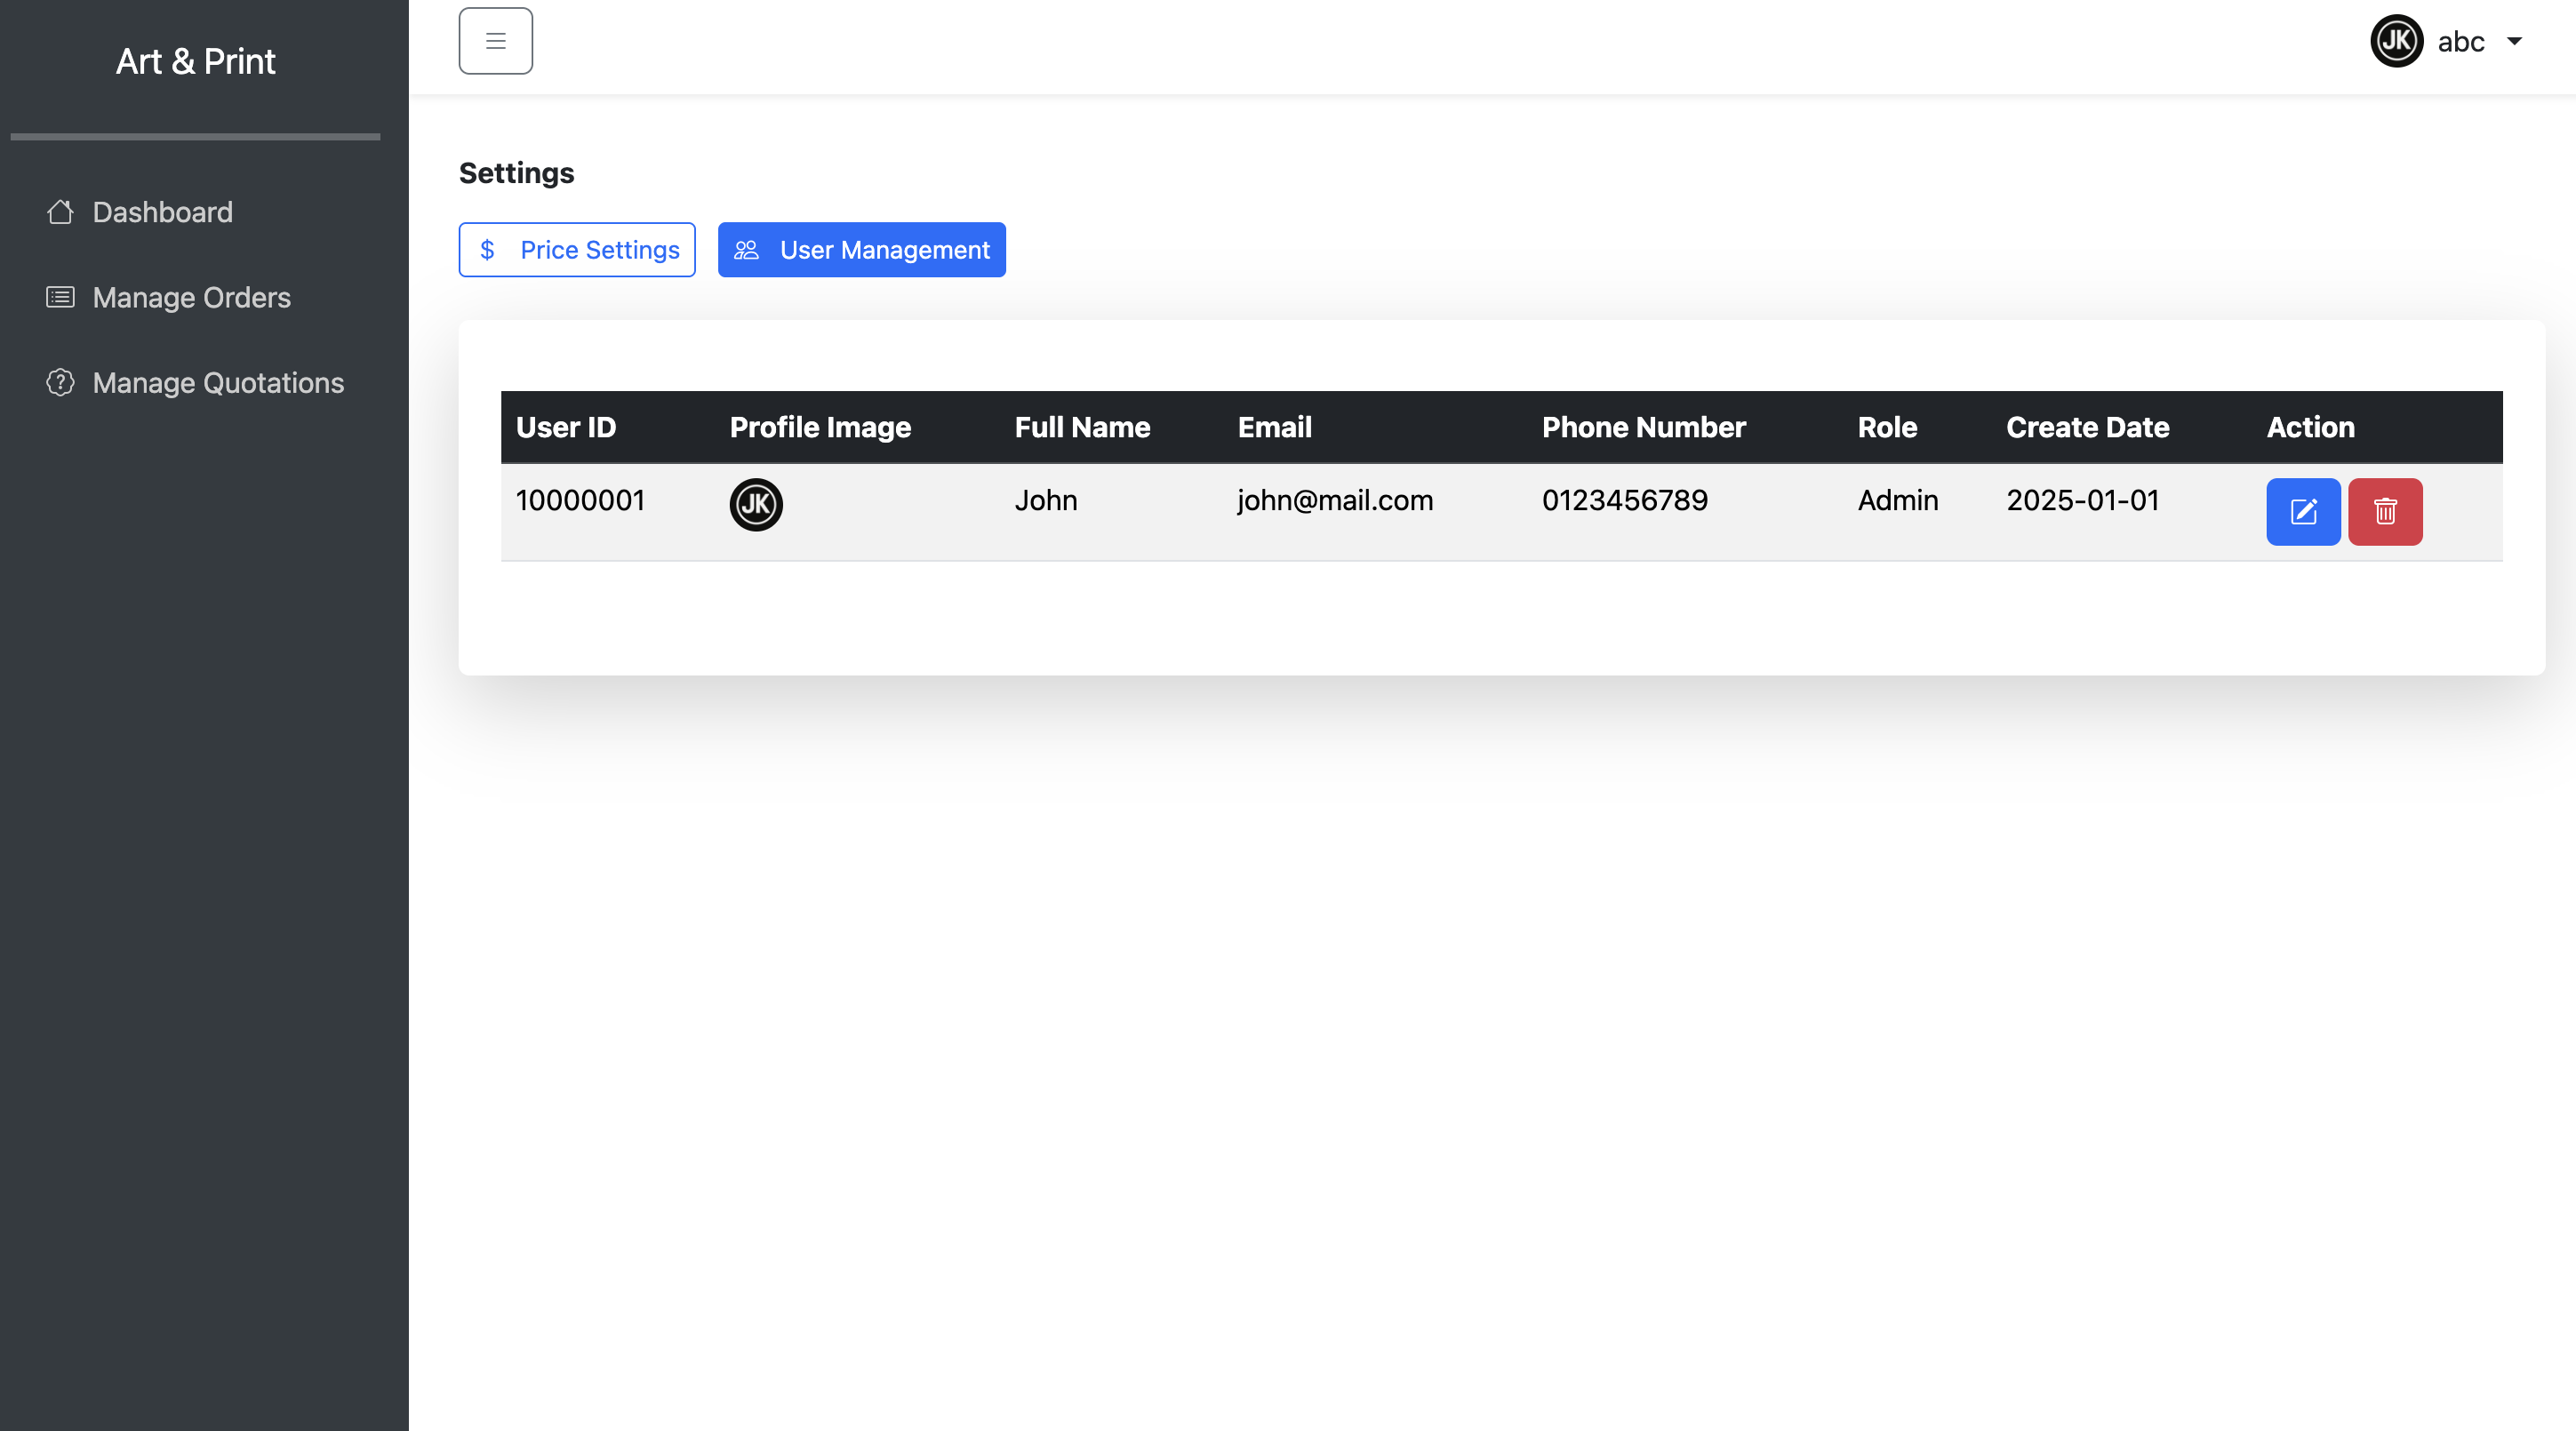 Art & Print
JK abc
Dashboard
Manage Orders
Manage Quotations
Settings
$ Price Settings User Management
User ID Profile Image Full Name Email Phone Number Role Create Date Action
10000001 JK John john@mail.com 0123456789 Admin 2025-01-01